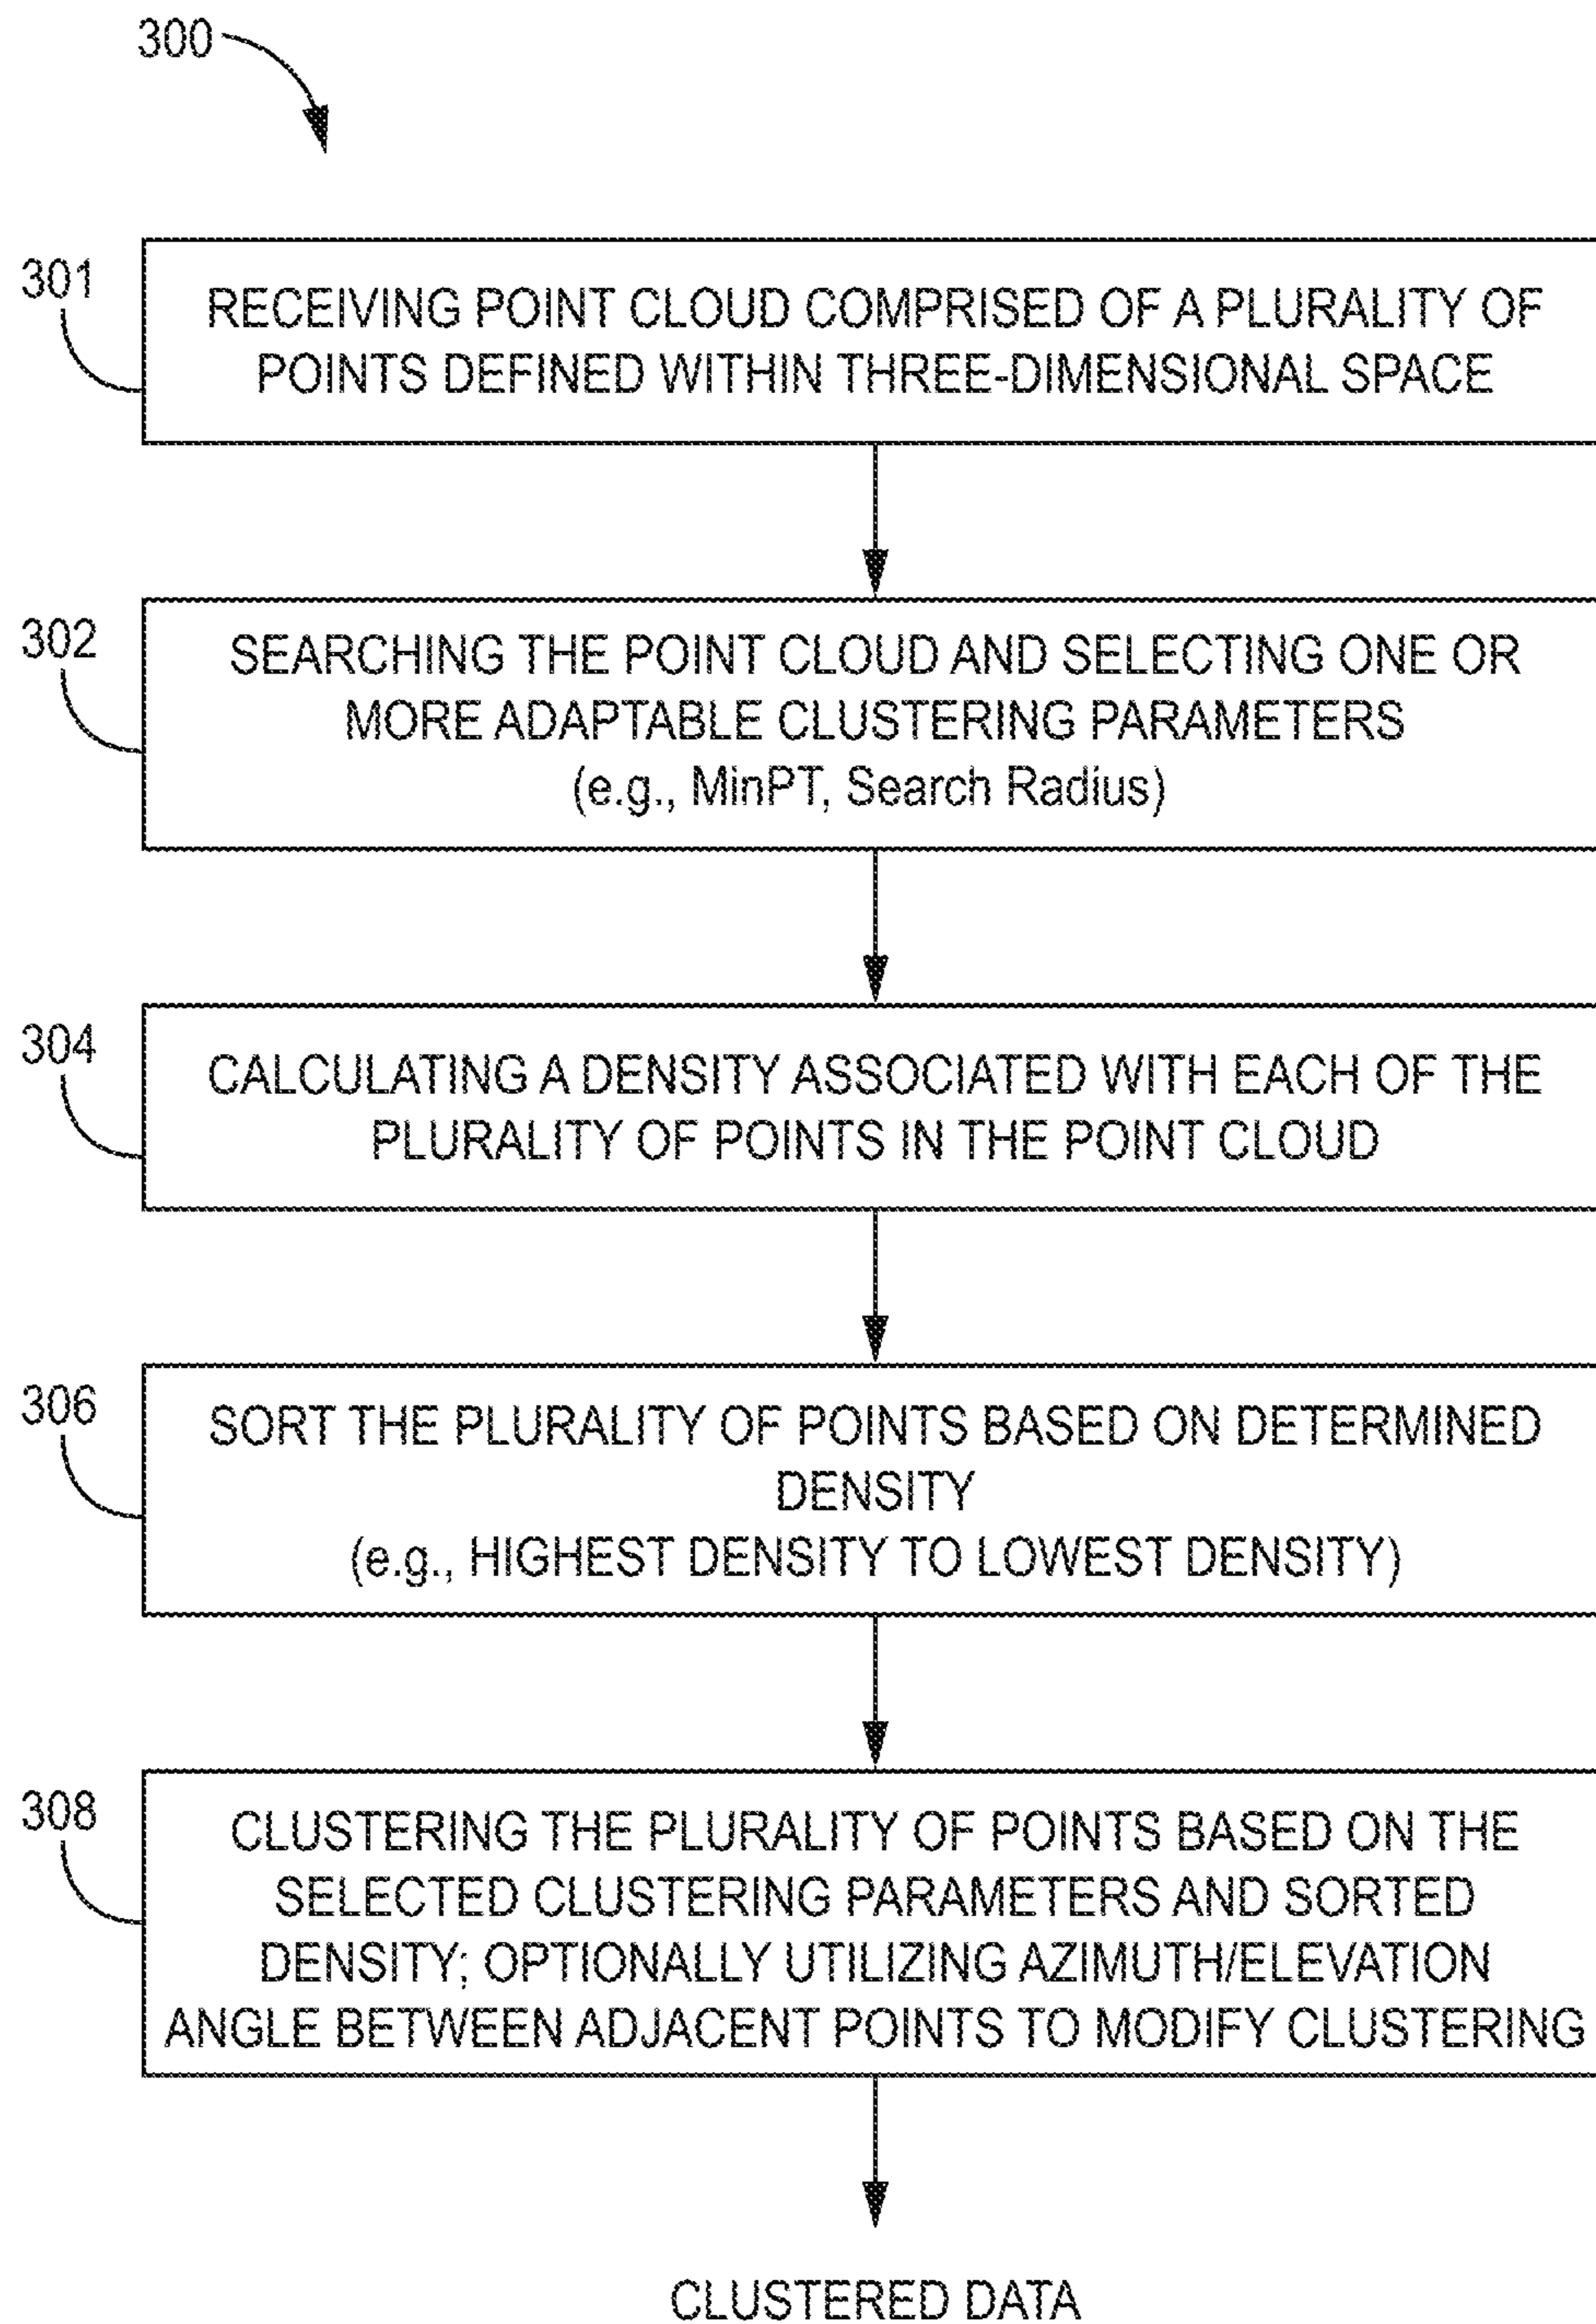 300
301
RECEIVING POINT CLOUD COMPRISED OF A PLURALITY OF
POINTS DEFINED WITHIN THREE-DIMENSIONAL SPACE
302
SEARCHING THE POINT CLOUD AND SELECTING ONE OR
MORE ADAPTABLE CLUSTERING PARAMETERS
(e.g., MinPT, Search Radius)
304
CALCULATING A DENSITY ASSOCIATED WITH EACH OF THE
PLURALITY OF POINTS IN THE POINT CLOUD
306
SORT THE PLURALITY OF POINTS BASED ON DETERMINED
DENSITY
(e.g., HIGHEST DENSITY TO LOWEST DENSITY)
308
CLUSTERING THE PLURALITY OF POINTS BASED ON THE
SELECTED CLUSTERING PARAMETERS AND SORTED
DENSITY; OPTIONALLY UTILIZING AZIMUTH/ELEVATION
ANGLE BETWEEN ADJACENT POINTS TO MODIFY CLUSTERING
CLUSTERED DATA